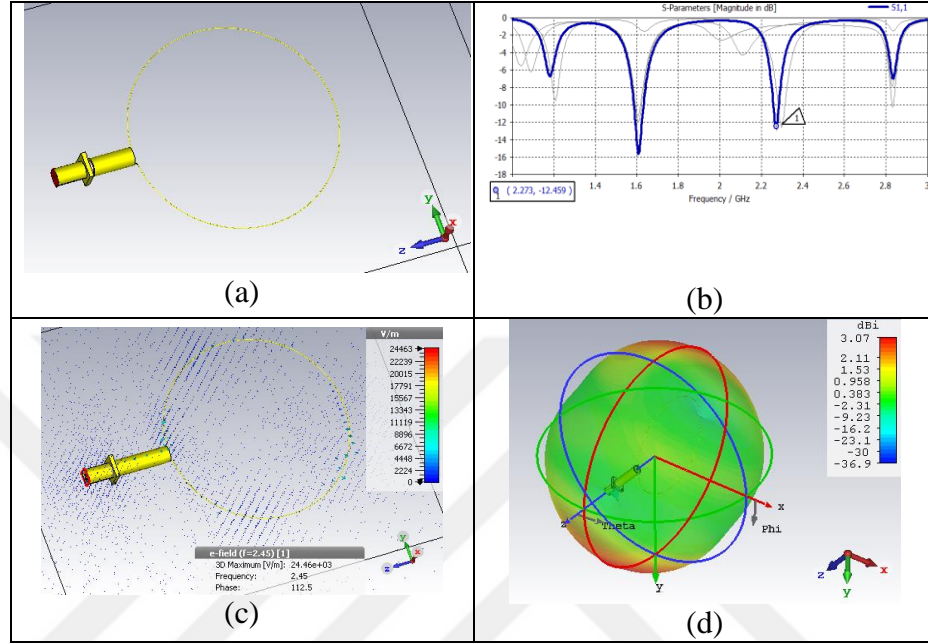 y
x
z
(a)
S-Parameters [Magnitude in dB]
S1,1
0
-2
-4
-6
-8
-10
-12
-14
-16
-18
1
1.4
1.6
1.8
2
2.2
2.4
2.6
2.8
3
Frequency / GHz
1
( 2.273, -12.459 )
(b)
V/m
24463
22239
20015
17791
15567
13343
11119
8896
6672
4448
2224
0
e-field (f=2.45) [1]
3D Maximum [V/m]: 24.46e+03
Frequency: 2.45
Phase: 112.5
y
x
z
(c)
dBi
3.07
2.11
1.53
0.958
0.383
-2.31
-9.23
-16.2
-23.1
-30
-36.9
z
Theta
x
Phi
y
z
x
y
(d)